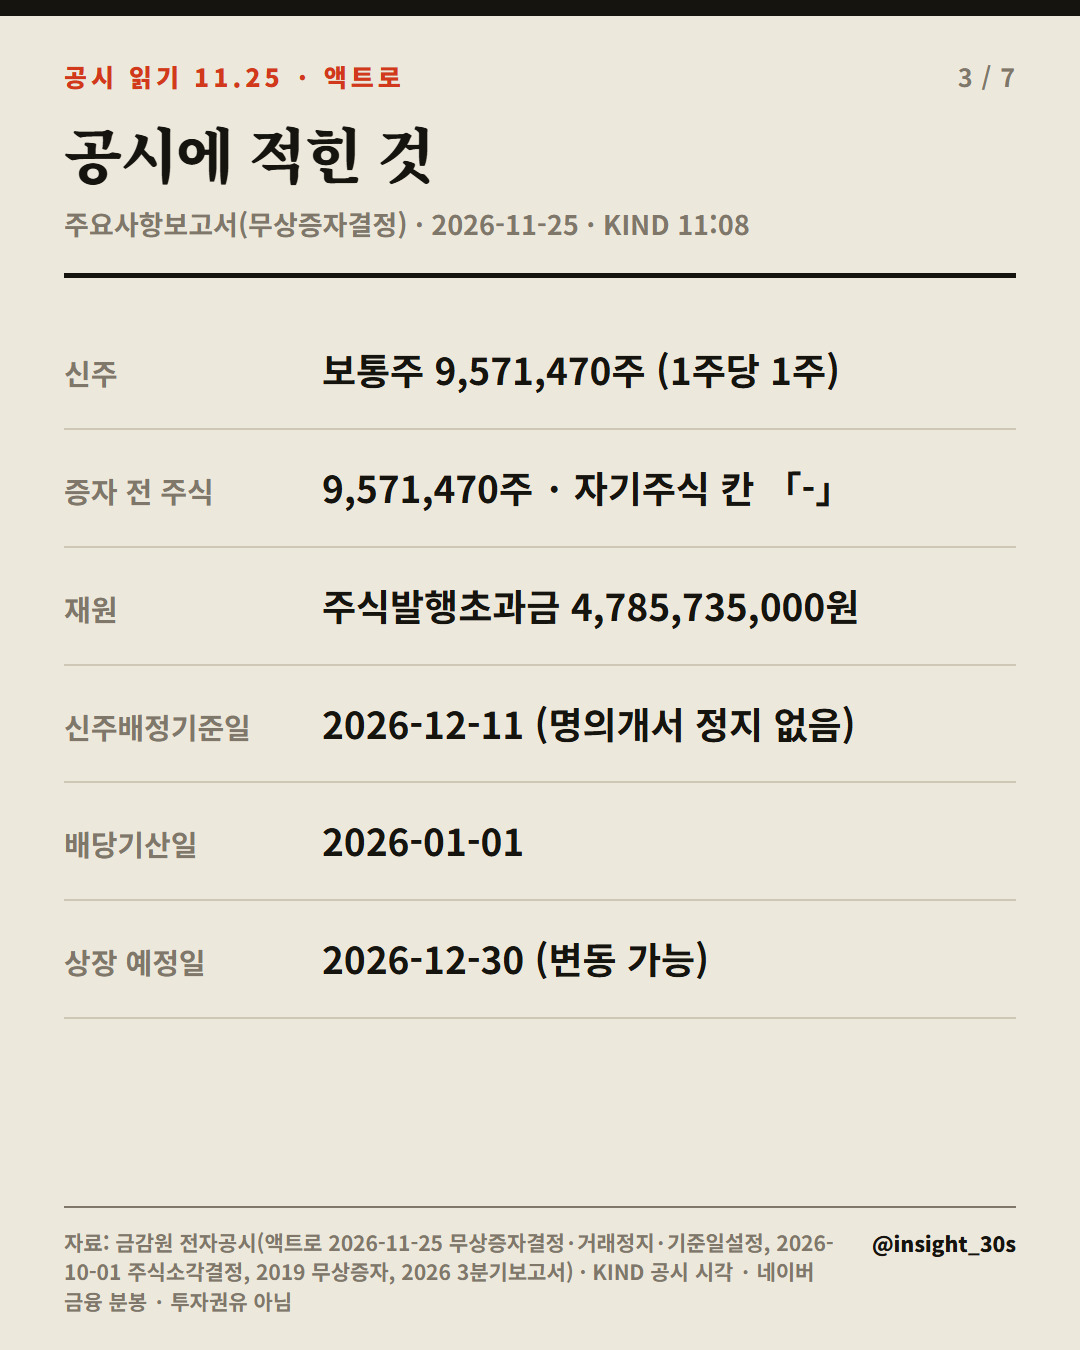 공시 읽기 11.25 · 액트로
3 / 7
공시에 적힌 것
주요사항보고서(무상증자결정) · 2026-11-25 · KIND 11:08
신주 보통주 9,571,470주 (1주당 1주)
증자 전 주식 9,571,470주 · 자기주식 칸 「-」
재원 주식발행초과금 4,785,735,000원
신주배정기준일 2026-12-11 (명의개서 정지 없음)
배당기산일 2026-01-01
상장 예정일 2026-12-30 (변동 가능)
자료: 금감원 전자공시(액트로 2026-11-25 무상증자결정·거래정지·기준일설정, 2026-
10-01 주식소각결정, 2019 무상증자, 2026 3분기보고서) · KIND 공시 시각 · 네이버
금융 분봉 · 투자권유 아님
@insight_30s